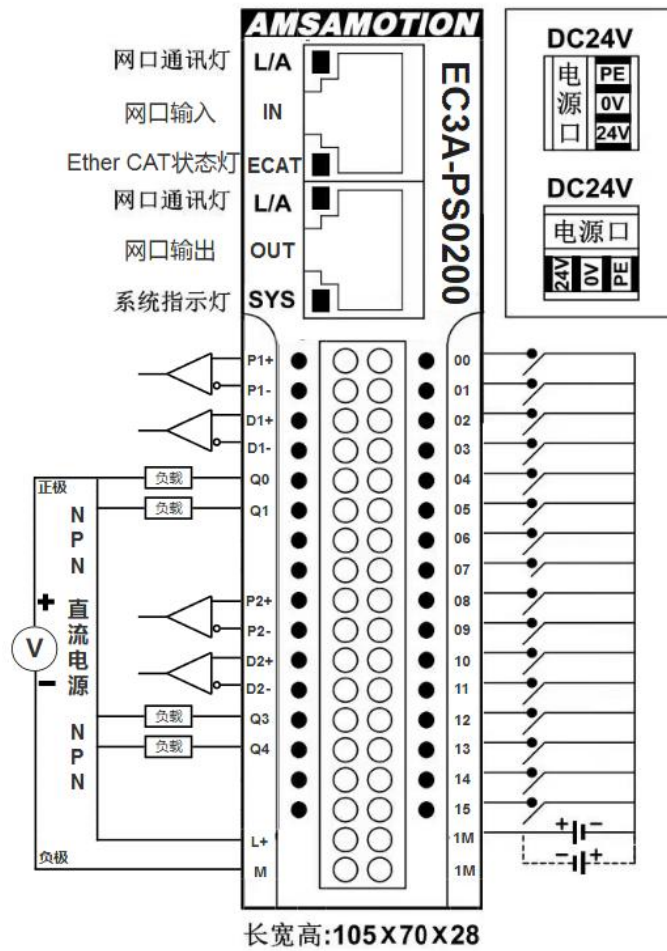 AMSAMOTION
EC3A-PS0200
网口通讯灯 L/A
网口输入 IN
Ether CAT状态灯 ECAT
网口通讯灯 L/A
网口输出 OUT
系统指示灯 SYS
DC24V
电源口
PE
0V
24V
DC24V
电源口
24V 0V PE
P1+ 00
P1- 01
D1+ 02
D1- 03
负载 Q0 04
正极
负载 Q1 05
06
07
P2+ 08
P2- 09
D2+ 10
D2- 11
负载 Q3 12
负载 Q4 13
14
15
NPN
+
直流电源
V
−
NPN
L+ 1M
+ −
负极
M 1M
− +
长宽高:105X70X28